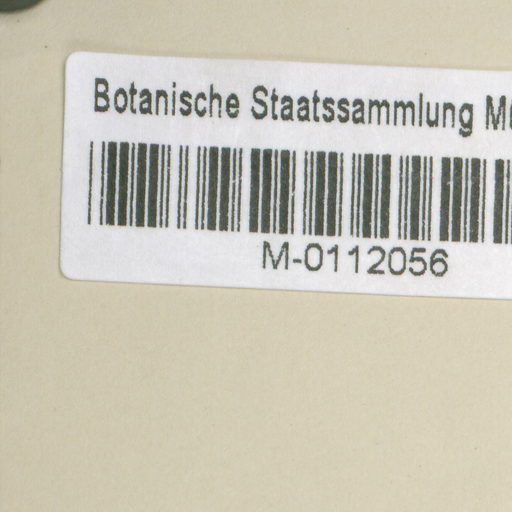 Botanische Staatssammlung
M-0112056